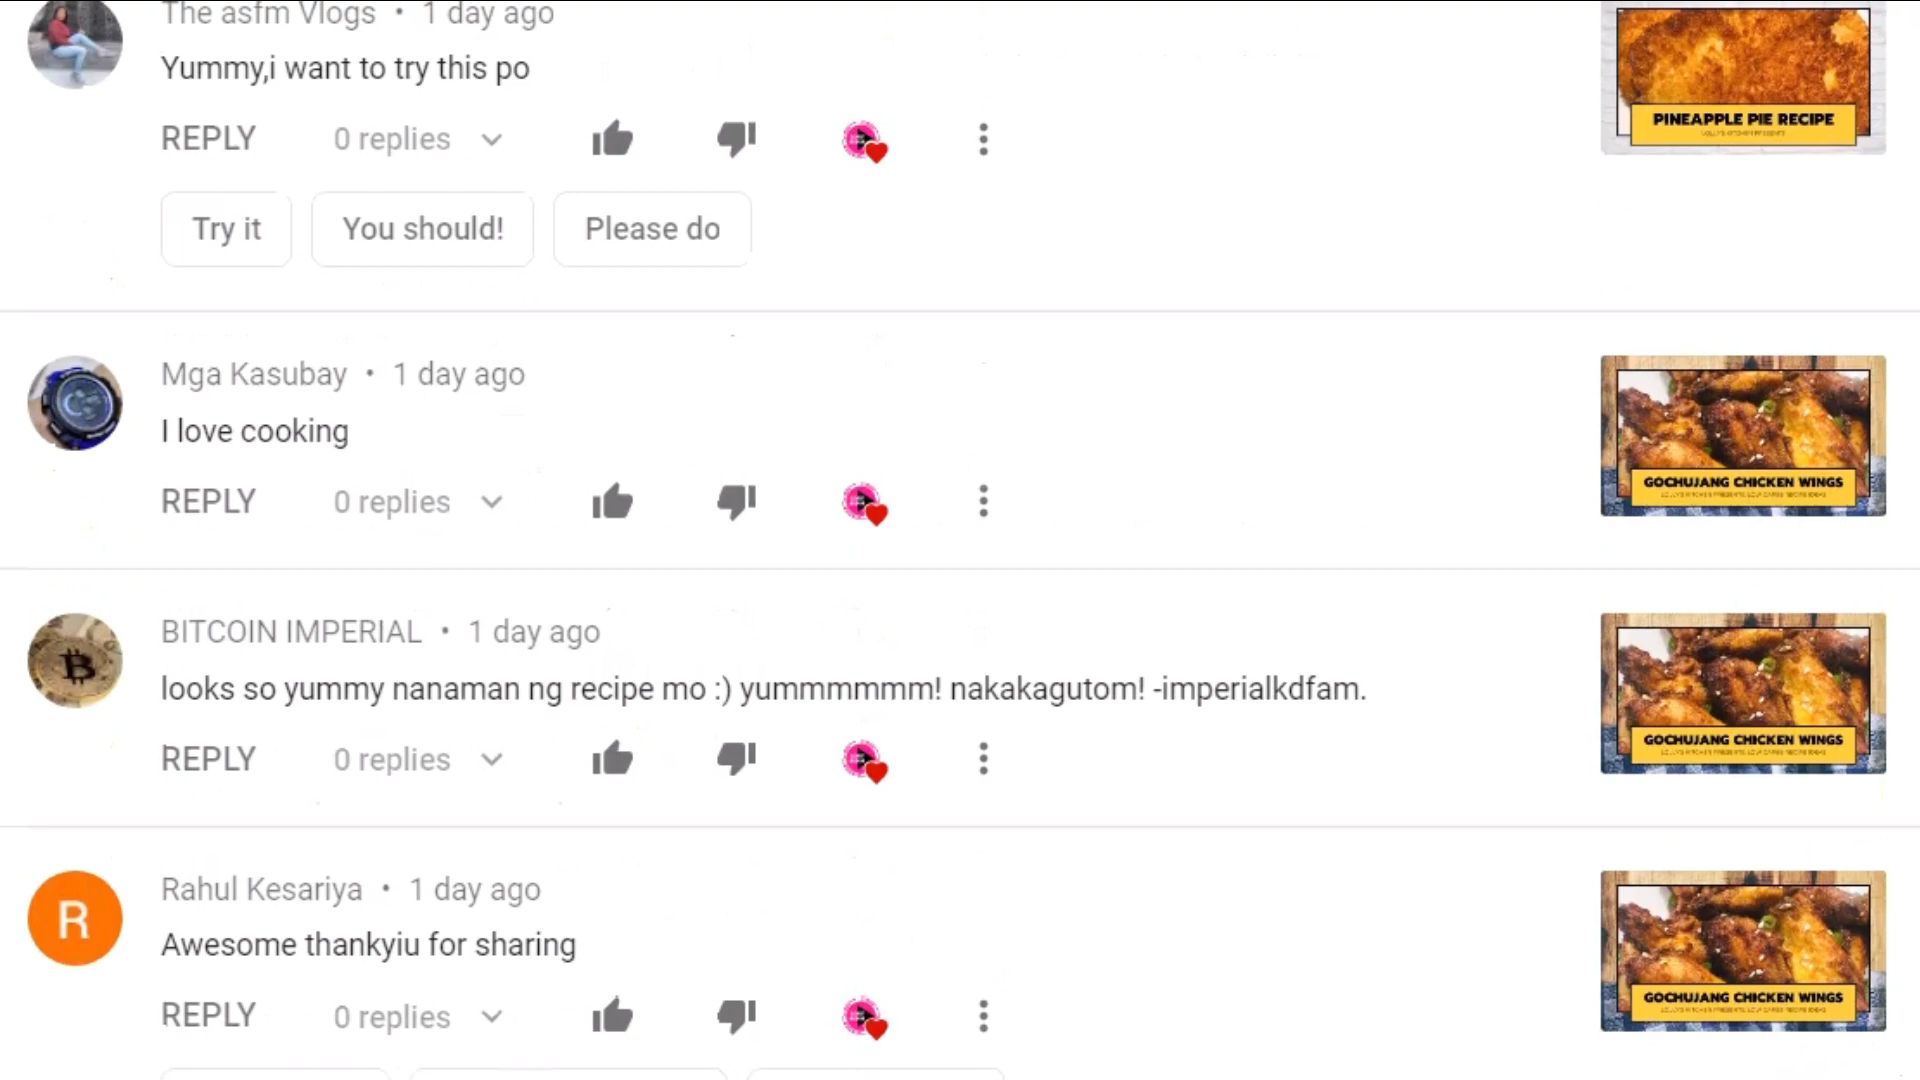 The asfm Vlogs • 1 day ago
Yummy,i want to try this po
REPLY 0 replies
Try it You should! Please do
PINEAPPLE PIE RECIPE
Mga Kasubay • 1 day ago
I love cooking
REPLY 0 replies
GOCHUJANG CHICKEN WINGS
BITCOIN IMPERIAL • 1 day ago
looks so yummy nanaman ng recipe mo :) yummmmmm! nakakagutom! -imperialkdfam.
REPLY 0 replies
GOCHUJANG CHICKEN WINGS
R
Rahul Kesariya • 1 day ago
Awesome thankyiu for sharing
REPLY 0 replies
GOCHUJANG CHICKEN WINGS